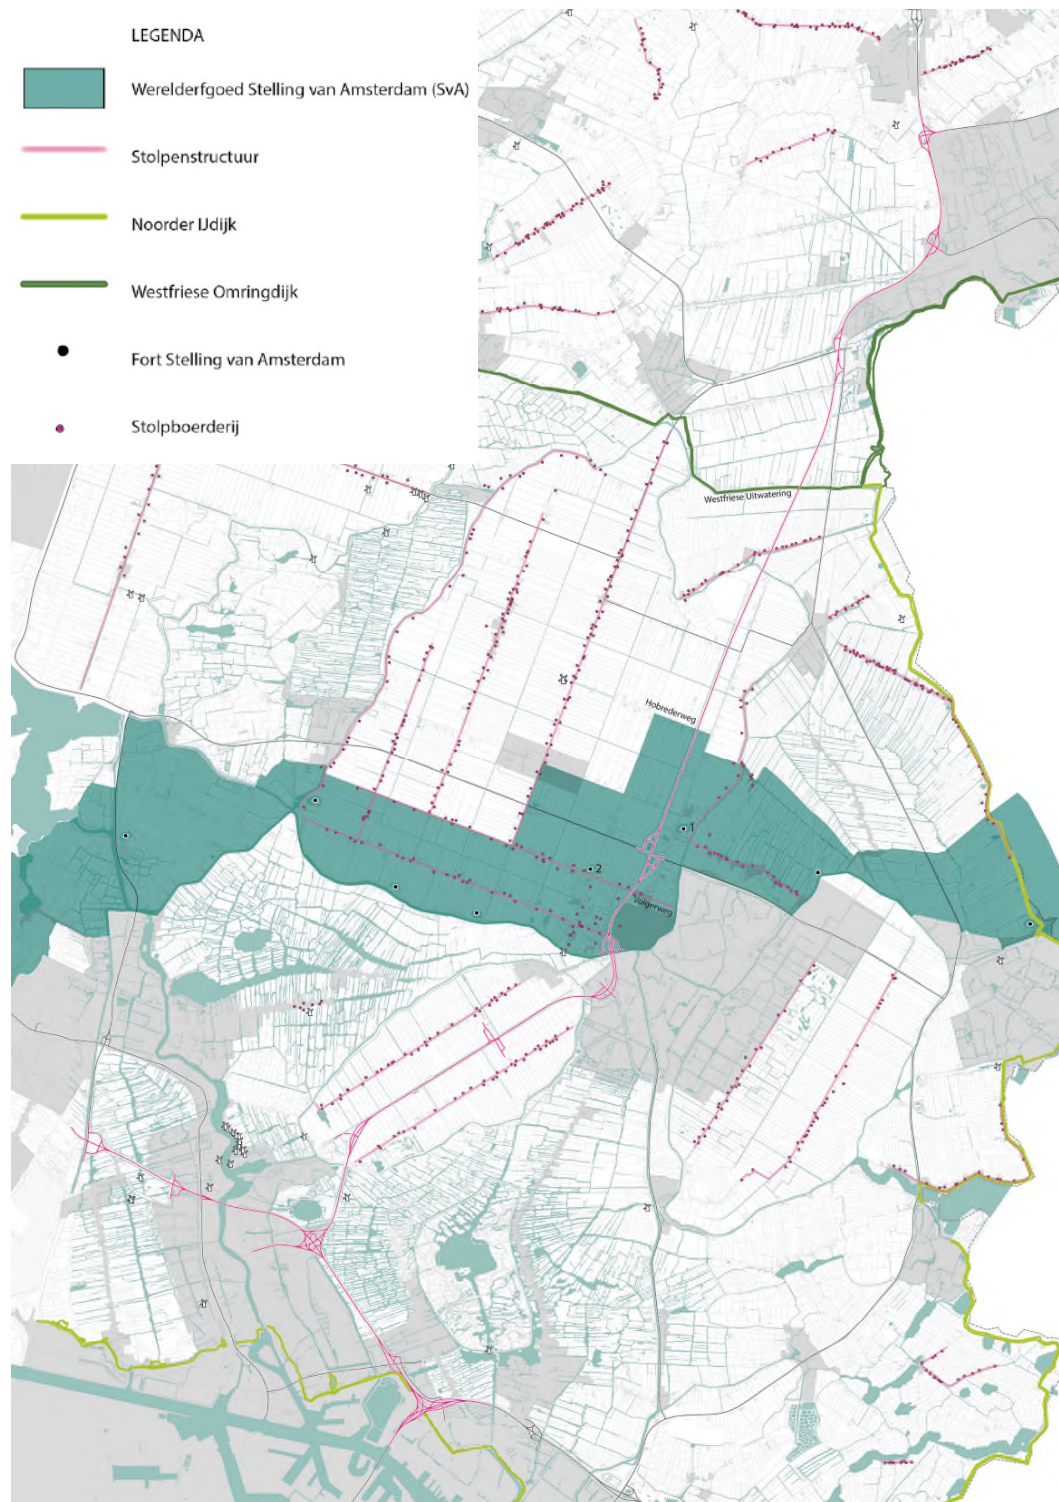 LEGENDA
Werelderfgoed Stelling van Amsterdam (SvA)
Stolpenstructuur
Noorder IJdijk
Westfriese Omringdijk
Fort Stelling van Amsterdam
Stolpboerderij
Westfriese Uitwatering
Hobrederweg
1
2
Volgerweg